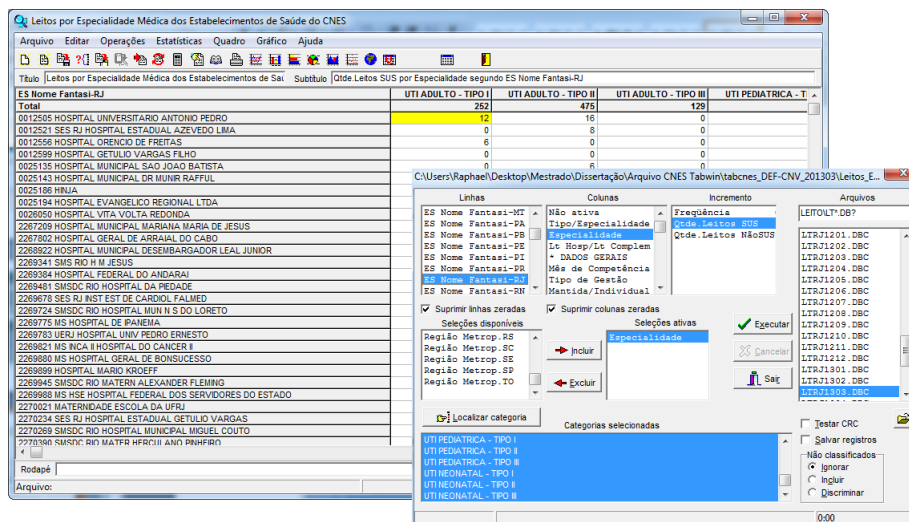 Leitos por Especialidade Médica dos Estabelecimentos de Saúde do CNES
Arquivo Editar Operações Estatísticas Quadro Gráfico Ajuda
Título Leitos por Especialidade Médica dos Estabelecimentos de Saú Subtítulo Qtde.Leitos SUS por Especialidade segundo ES Nome Fantasi-RJ
ES Nome Fantasi-RJ UTI ADULTO - TIPO I UTI ADULTO - TIPO II UTI ADULTO - TIPO III UTI PEDIATRICA - TI
Total 252 475 129
0012505 HOSPITAL UNIVERSITARIO ANTONIO PEDRO 12 16 0
0012521 SES RJ HOSPITAL ESTADUAL AZEVEDO LIMA 0 8 0
0012556 HOSPITAL ORENCIO DE FREITAS 6 0 0
0012599 HOSPITAL GETULIO VARGAS FILHO 0 0 0
0025135 HOSPITAL MUNICIPAL SAO JOAO BATISTA 0 6 0
0025143 HOSPITAL MUNICIPAL DR MUNIR RAFFUL
0025186 HINJA
0025194 HOSPITAL EVANGELICO REGIONAL LTDA
0026050 HOSPITAL VITA VOLTA REDONDA
2267209 HOSPITAL MUNICIPAL MARIANA MARIA DE JESUS
2267802 HOSPITAL GERAL DE ARRAIAL DO CABO
2268922 HOSPITAL MUNICIPAL DESEMBARGADOR LEAL JUNIOR
2269341 SMS RIO H M JESUS
2269384 HOSPITAL FEDERAL DO ANDARAI
2269481 SMSDC RIO HOSPITAL DA PIEDADE
2269678 SES RJ INST EST DE CARDIOL FALMED
2269724 SMSDC RIO HOSPITAL MUN N S DO LORETO
2269775 MS HOSPITAL DE IPANEMA
2269783 UERJ HOSPITAL UNIV PEDRO ERNESTO
2269821 MS INCA II HOSPITAL DO CANCER II
2269880 MS HOSPITAL GERAL DE BONSUCESSO
2269899 HOSPITAL MARIO KROEFF
2269945 SMSDC RIO MATERN ALEXANDER FLEMING
2269988 MS HSE HOSPITAL FEDERAL DOS SERVIDORES DO ESTADO
2270021 MATERNIDADE ESCOLA DA UFRJ
2270234 SES RJ HOSPITAL ESTADUAL GETULIO VARGAS
2270269 SMSDC RIO HOSPITAL MUNICIPAL MIGUEL COUTO
2270390 SMSDC RIO MATER HERCULANO PINHEIRO
Rodapé
Arquivo:
C:\Users\Raphael\Desktop\Mestrado\Dissertação\Arquivo CNES Tabwin\tabcnes_DEF-CNV_201303\Leitos_E...
Linhas Colunas Incremento Arquivos
ES Nome Fantasi-MT
ES Nome Fantasi-PA
ES Nome Fantasi-PB
ES Nome Fantasi-PE
ES Nome Fantasi-PI
ES Nome Fantasi-PR
ES Nome Fantasi-RJ
ES Nome Fantasi-RN
Não ativa
Tipo/Especialidade
Especialidade
Lt Hosp/Lt Complem
* DADOS GERAIS
Mês de Competência
Tipo de Gestão
Mantida/Individual
Freqüência
Qtde.Leitos SUS
Qtde.Leitos NãoSUS
LEITO\LT*.DB?
LTRJ1201.DBC
LTRJ1202.DBC
LTRJ1203.DBC
LTRJ1204.DBC
LTRJ1205.DBC
LTRJ1206.DBC
LTRJ1207.DBC
LTRJ1208.DBC
LTRJ1209.DBC
LTRJ1210.DBC
LTRJ1211.DBC
LTRJ1212.DBC
LTRJ1301.DBC
LTRJ1302.DBC
LTRJ1303.DBC
Suprimir linhas zeradas Suprimir colunas zeradas
Seleções disponíveis Seleções ativas
Região Metrop.RS
Região Metrop.SC
Região Metrop.SE
Região Metrop.SP
Região Metrop.TO
Incluir
Excluir
Especialidade
Executar
Cancelar
Sair
Localizar categoria Categorias selecionadas
UTI PEDIATRICA - TIPO I
UTI PEDIATRICA - TIPO II
UTI PEDIATRICA - TIPO III
UTI NEONATAL - TIPO I
UTI NEONATAL - TIPO II
UTI NEONATAL - TIPO III
Testar CRC
Salvar registros
Não classificados
Ignorar
Incluir
Discriminar
0:00